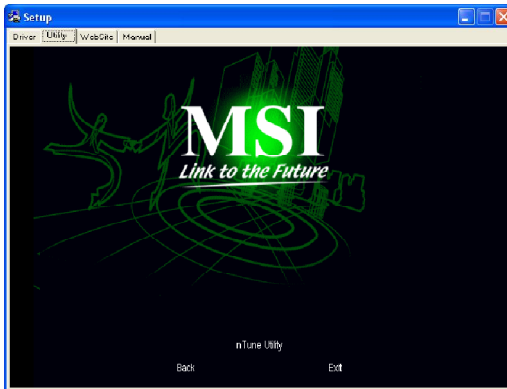 Setup
Driver Utility WebSite Manual
MSI
Link to the Future
nTune Utility
Back Exit